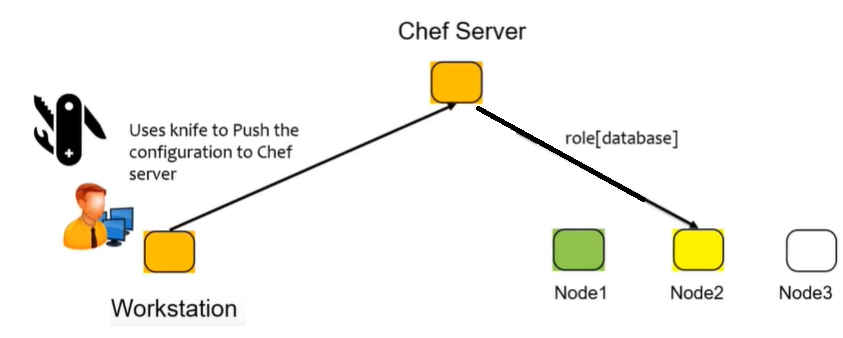 Chef Server
Uses knife to Push the
configuration to Chef
server
role[database]
Workstation
Node1
Node2
Node3